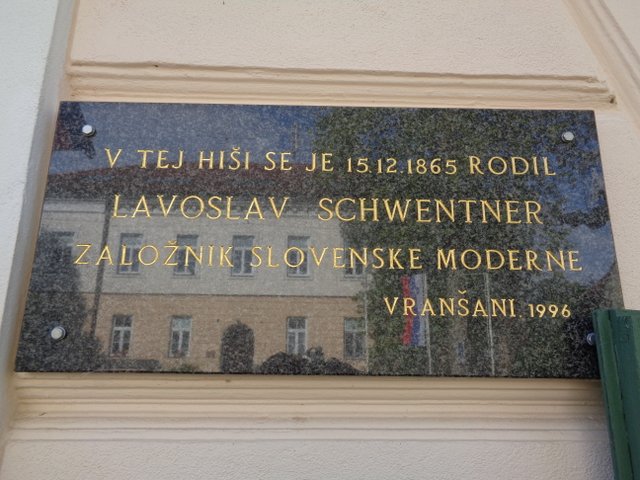 V TEJ HIŠI SE JE 15.12.1865 RODIL
LAVOSLAV SCHWENTNER
ZALOŽNIK SLOVENSKE MODERNE
VRANŠANI, 1996